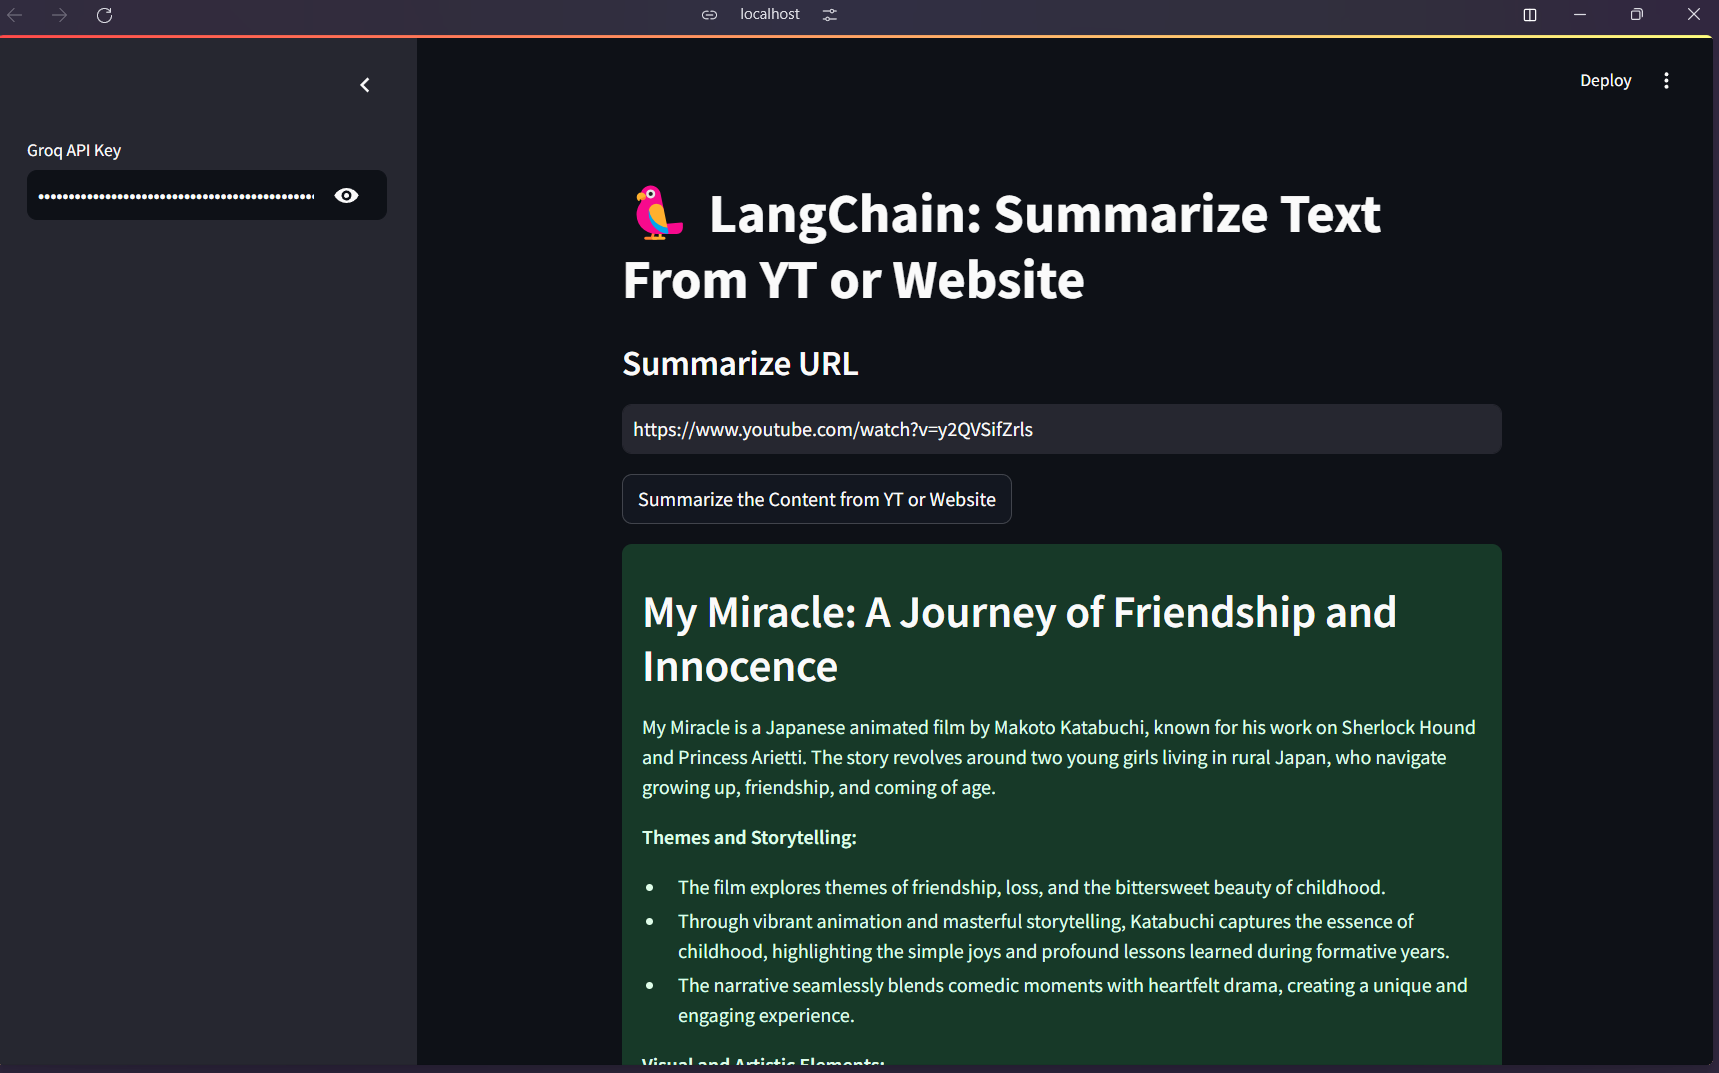 localhost
Deploy
Groq API Key
LangChain: Summarize Text
From YT or Website
Summarize URL
https://www.youtube.com/watch?v=y2QVSifZrls
Summarize the Content from YT or Website
My Miracle: A Journey of Friendship and
Innocence
My Miracle is a Japanese animated film by Makoto Katabuchi, known for his work on Sherlock Hound
and Princess Arietti. The story revolves around two young girls living in rural Japan, who navigate
growing up, friendship, and coming of age.
Themes and Storytelling:
• The film explores themes of friendship, loss, and the bittersweet beauty of childhood.
• Through vibrant animation and masterful storytelling, Katabuchi captures the essence of
childhood, highlighting the simple joys and profound lessons learned during formative years.
• The narrative seamlessly blends comedic moments with heartfelt drama, creating a unique and
engaging experience.
Visual and Artistic Elements: